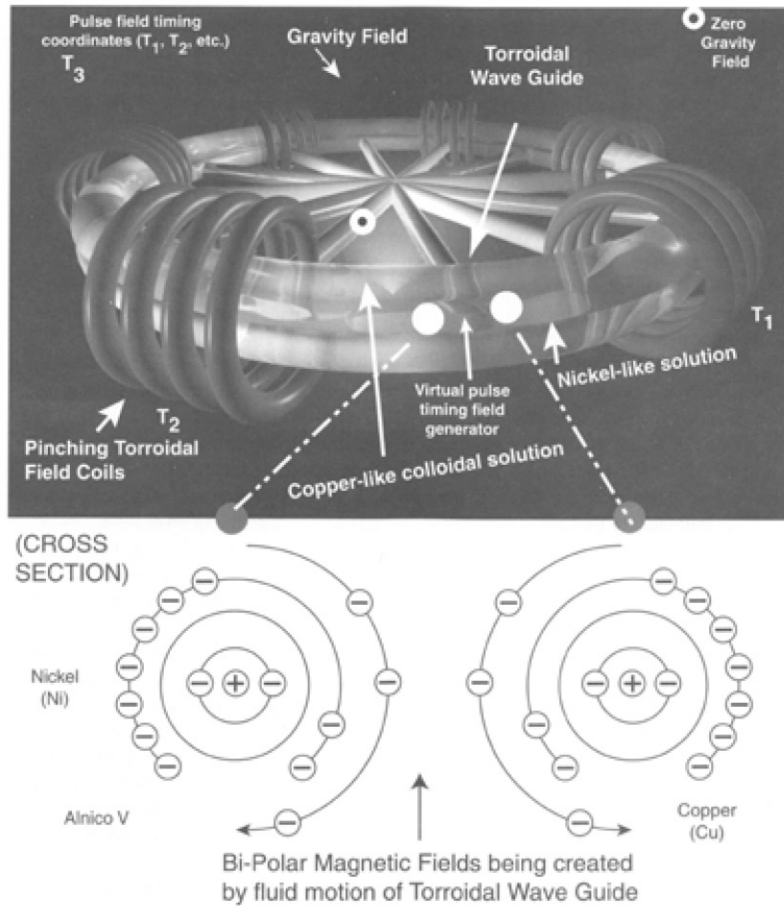 Pulse field timing
coordinates (T1, T2, etc.)
T3
Gravity Field
Torroidal
Wave Guide
Zero
Gravity
Field
T1
Nickel-like solution
Virtual pulse
timing field
generator
T2
Pinching Torroidal
Field Coils
Copper-like colloidal solution
(CROSS
SECTION)
Nickel
(Ni)
Alnico V
Copper
(Cu)
Bi-Polar Magnetic Fields being created
by fluid motion of Torroidal Wave Guide